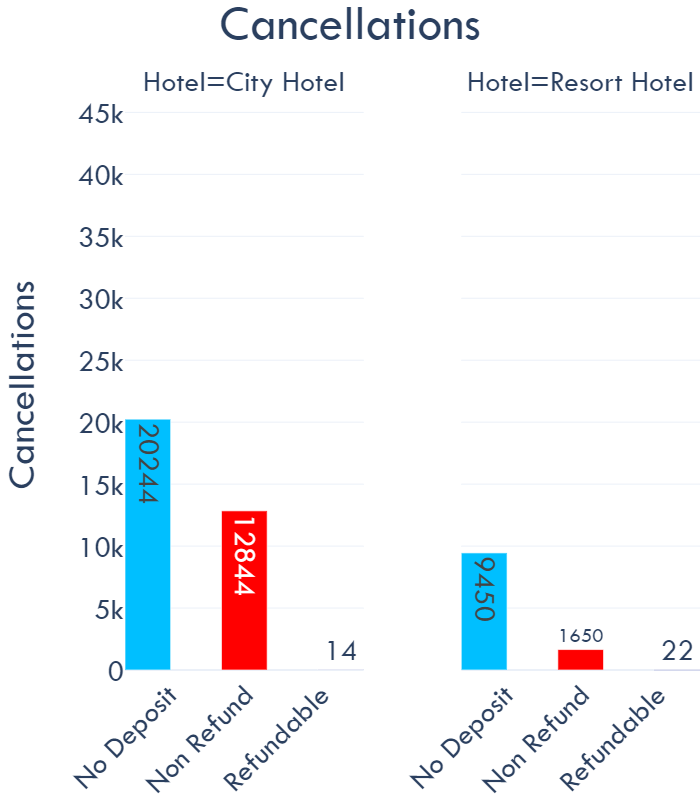 Cancellations
Hotel=City Hotel
Hotel=Resort Hotel
Cancellations
45k
40k
35k
30k
25k
20k
15k
10k
5k
0
20244
12844
14
9450
1650
22
No Deposit
Non Refund
Refundable
No Deposit
Non Refund
Refundable